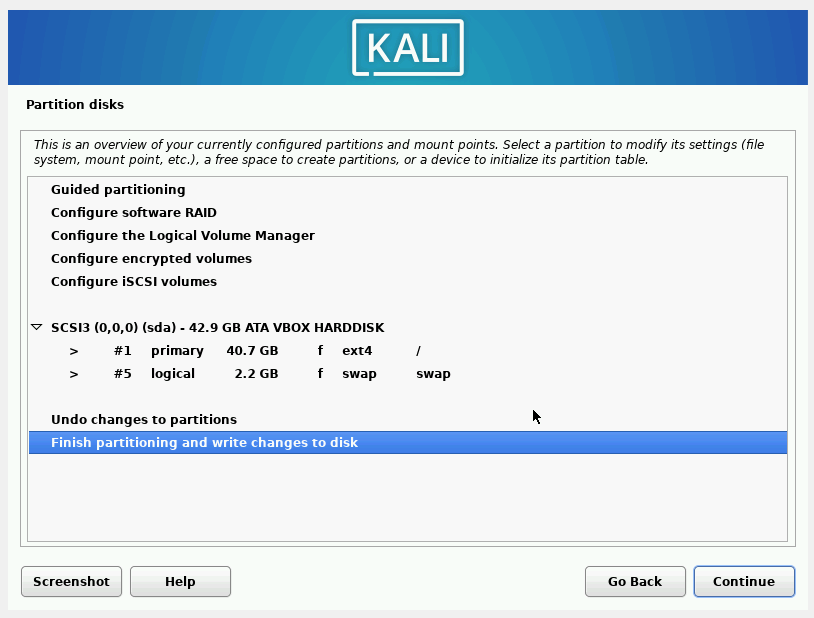 KALI
Partition disks
This is an overview of your currently configured partitions and mount points. Select a partition to modify its settings (file
system, mount point, etc.), a free space to create partitions, or a device to initialize its partition table.
Guided partitioning
Configure software RAID
Configure the Logical Volume Manager
Configure encrypted volumes
Configure iSCSI volumes
SCSI3 (0,0,0) (sda) - 42.9 GB ATA VBOX HARDDISK
> #1 primary 40.7 GB f ext4 /
> #5 logical 2.2 GB f swap swap
Undo changes to partitions
Finish partitioning and write changes to disk
Screenshot Help Go Back Continue